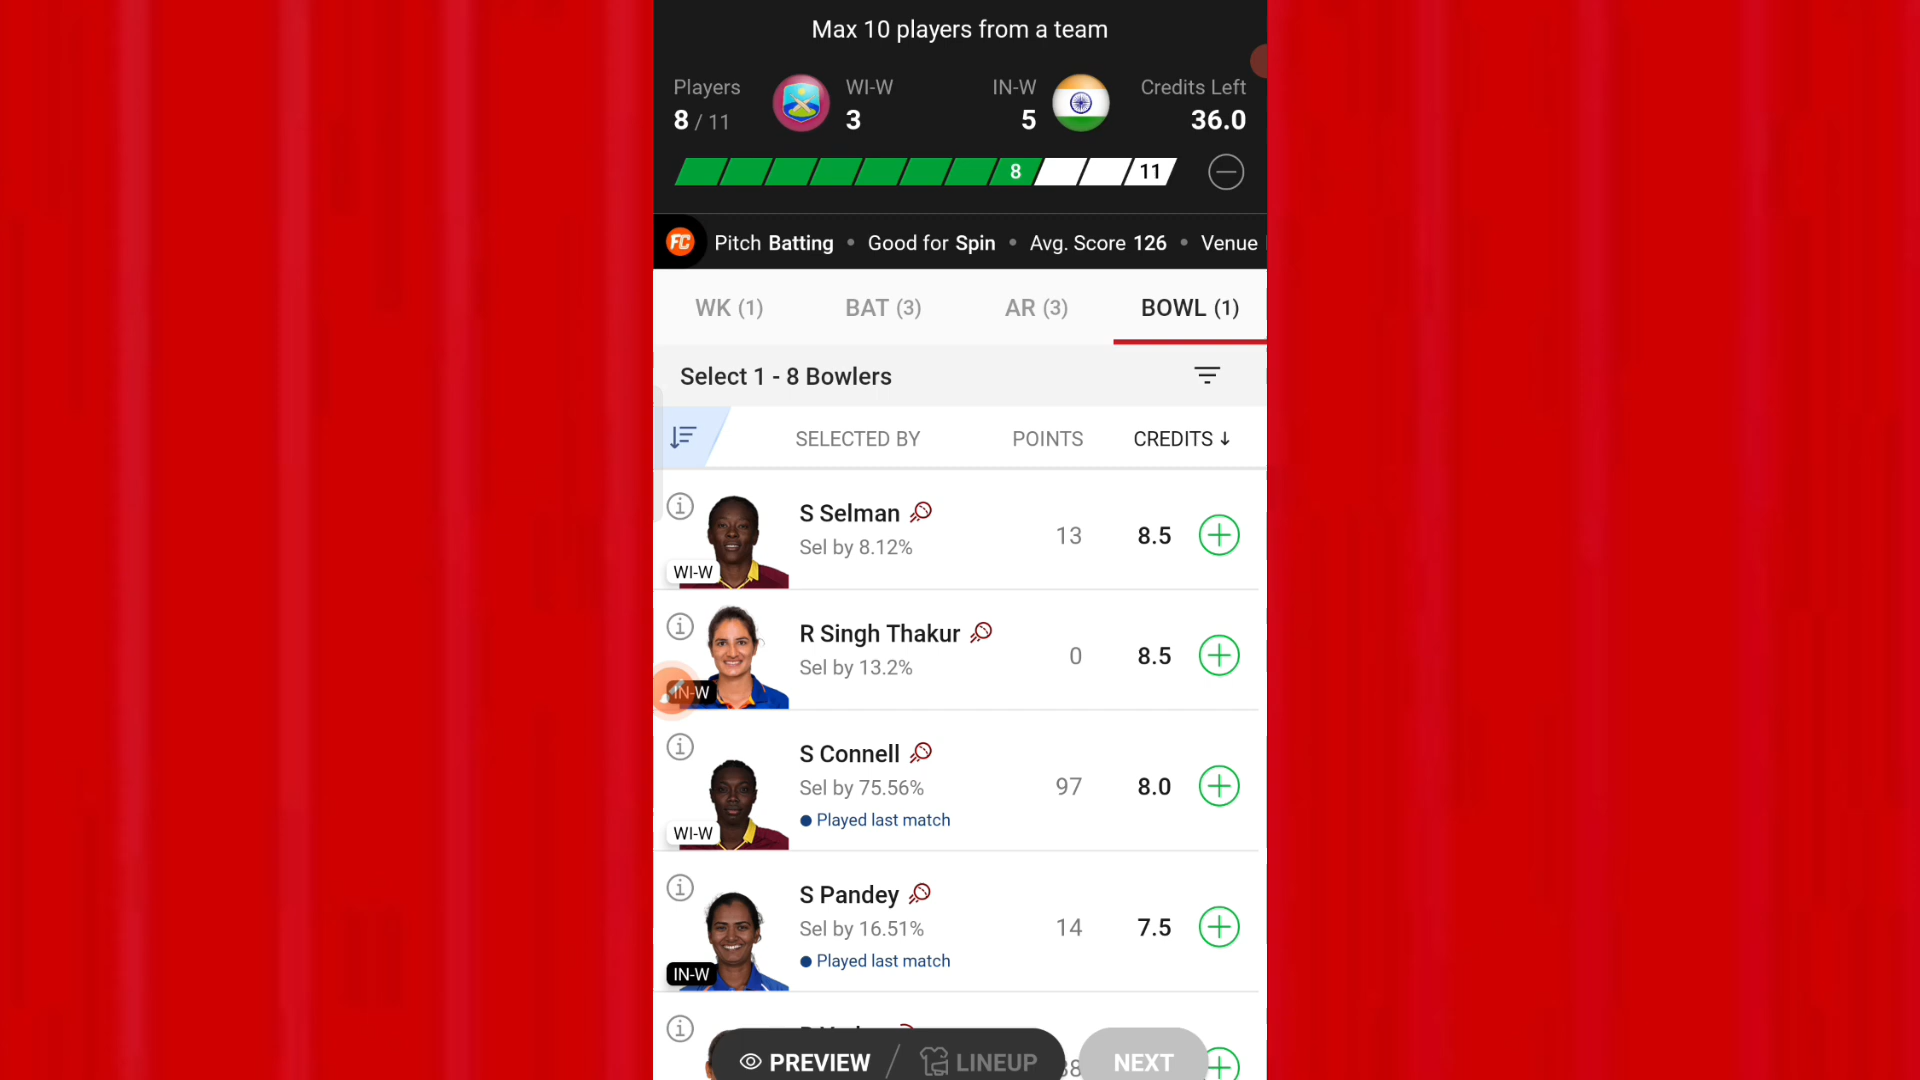 Max 10 players from a team
Players WI-W IN-W Credits Left
8 / 11 3 5 36.0
8 11
FC Pitch Batting • Good for Spin • Avg. Score 126 • Venue
WK (1) BAT (3) AR (3) BOWL (1)
Select 1 - 8 Bowlers
SELECTED BY POINTS CREDITS ↓
S Selman
Sel by 8.12% 13 8.5
WI-W
R Singh Thakur
Sel by 13.2% 0 8.5
IN-W
S Connell
Sel by 75.56% 97 8.0
Played last match
WI-W
S Pandey
Sel by 16.51% 14 7.5
Played last match
IN-W
PREVIEW / LINEUP NEXT